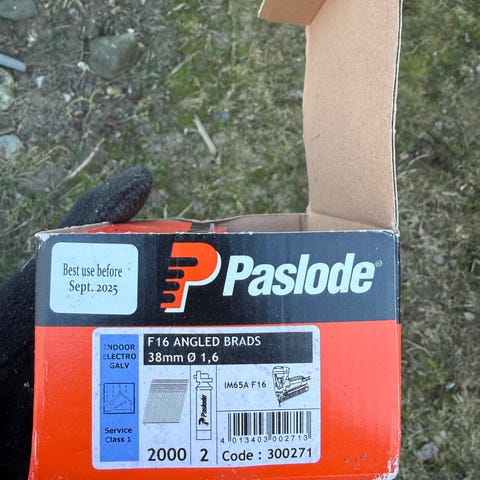 Best use before
Sept. 2025
Paslode®
INDOOR
ELECTRO
GALV
F16 ANGLED BRADS
38mm Ø 1,6
IM65A F16
Paslode
Service
Class 1
2000
2
4 013403 002713
Code : 300271